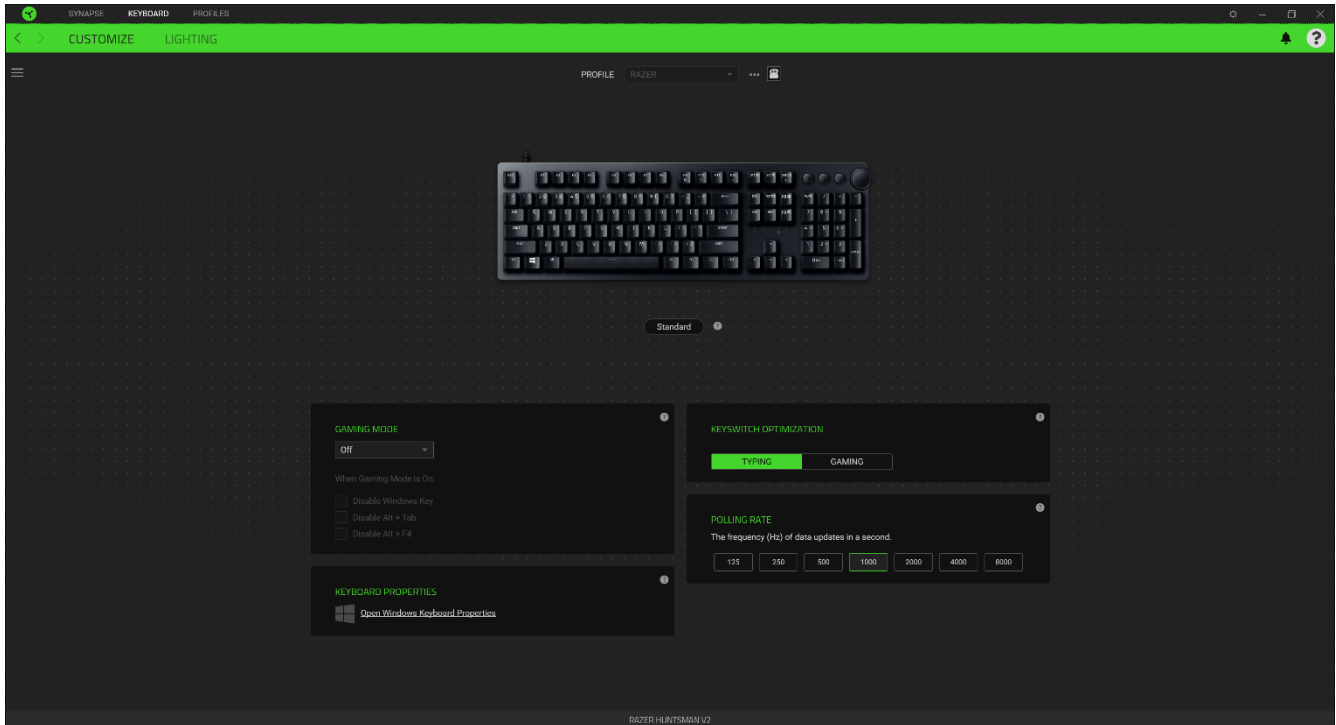 SYNAPSE KEYBOARD PROFILES
CUSTOMIZE LIGHTING
PROFILE RAZER
Standard
GAMING MODE
Off
When Gaming Mode is On:
Disable Windows Key
Disable Alt + Tab
Disable Alt + F4
KEYBOARD PROPERTIES
Open Windows Keyboard Properties
KEYSWITCH OPTIMIZATION
TYPING GAMING
POLLING RATE
The frequency (Hz) of data updates in a second.
125 250 500 1000 2000 4000 8000
RAZER HUNTSMAN V2